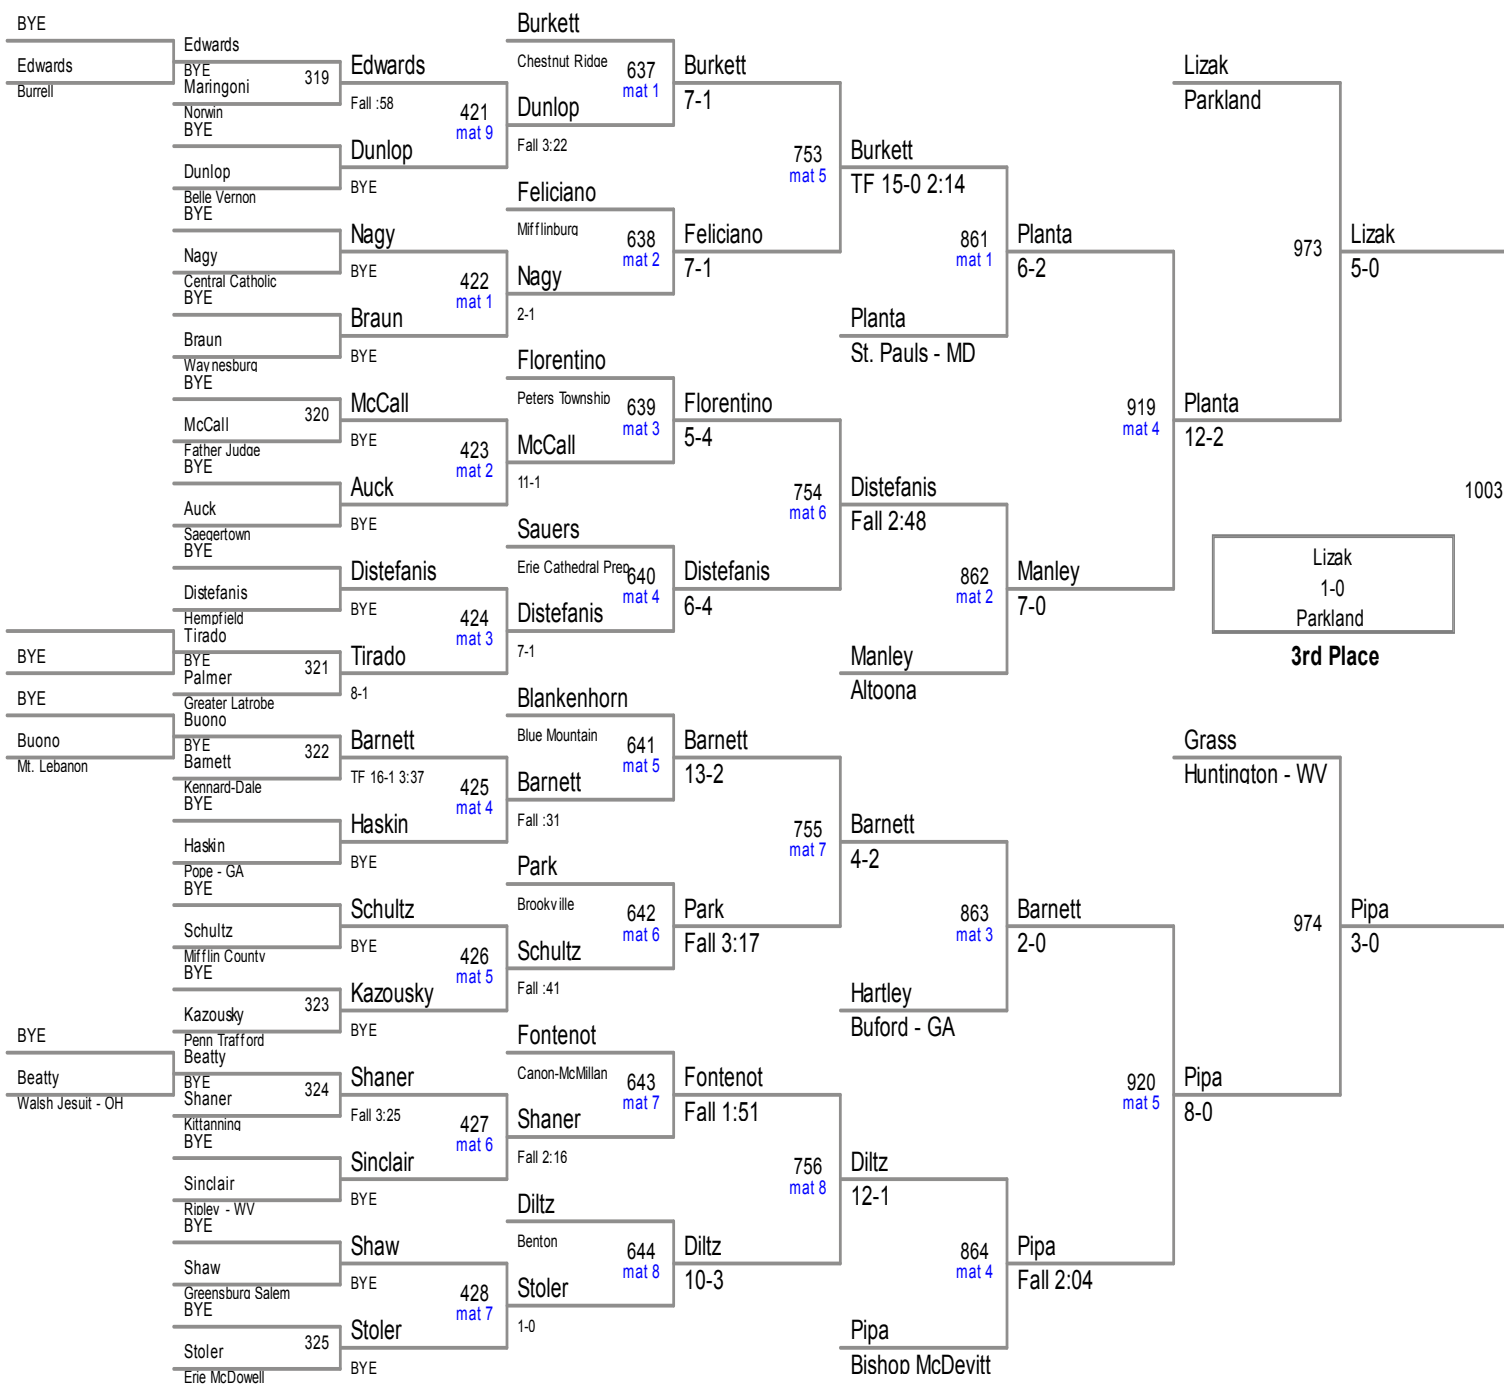 BYE
Edwards
Burrell
BYE
BYE
Buono
Mt. Lebanon
BYE
Beatty
Walsh Jesuit - OH
Edwards
BYE
Maringoni
319
Norwin
BYE
Dunlop
Belle Vernon
BYE
Nagy
Central Catholic
BYE
Braun
Waynesburg
BYE
McCall
320
Father Judge
BYE
Auck
Saegertown
BYE
Distefanis
Hempfield
Tirado
BYE
Palmer
321
Greater Latrobe
Buono
BYE
Barnett
322
Kennard-Dale
BYE
Haskin
Pope - GA
BYE
Schultz
Mifflin County
BYE
Kazousky
323
Penn Trafford
Beatty
BYE
Shaner
324
Kittanning
BYE
Sinclair
Ripley - WV
BYE
Shaw
Greensburg Salem
BYE
Stoler
325
Erie McDowell
Edwards
Fall :58
421
mat 9
Dunlop
BYE
Nagy
BYE
422
mat 1
Braun
BYE
McCall
BYE
423
mat 2
Auck
BYE
Distefanis
BYE
424
mat 3
Tirado
8-1
Barnett
TF 16-1 3:37
425
mat 4
Haskin
BYE
Schultz
BYE
426
mat 5
Kazousky
BYE
Shaner
Fall 3:25
427
mat 6
Sinclair
BYE
Shaw
BYE
428
mat 7
Stoler
BYE
Burkett
Chestnut Ridge
637
mat 1
Dunlop
Fall 3:22
Feliciano
Mifflinburg
638
mat 2
Nagy
2-1
Florentino
Peters Township
639
mat 3
McCall
11-1
Sauers
Erie Cathedral Prep
640
mat 4
Distefanis
7-1
Blankenhorn
Blue Mountain
641
mat 5
Barnett
Fall :31
Park
Brookville
642
mat 6
Schultz
Fall :41
Fontenot
Canon-McMillan
643
mat 7
Shaner
Fall 2:16
Diltz
Benton
644
mat 8
Stoler
1-0
Burkett
7-1
753
mat 5
Feliciano
7-1
Florentino
5-4
754
mat 6
Distefanis
6-4
Barnett
13-2
755
mat 7
Park
Fall 3:17
Fontenot
Fall 1:51
756
mat 8
Diltz
10-3
Burkett
TF 15-0 2:14
861
mat 1
Planta
St. Pauls - MD
Distefanis
Fall 2:48
862
mat 2
Manley
Altoona
Barnett
4-2
863
mat 3
Hartley
Buford - GA
Diltz
12-1
864
mat 4
Pipa
Bishop McDevitt
Planta
6-2
919
mat 4
Manley
7-0
Barnett
2-0
920
mat 5
Pipa
Fall 2:04
Lizak
Parkland
973
Planta
12-2
Grass
Huntington - WV
974
Pipa
8-0
Lizak
5-0
1003
Lizak
1-0
Parkland
3rd Place
Pipa
3-0